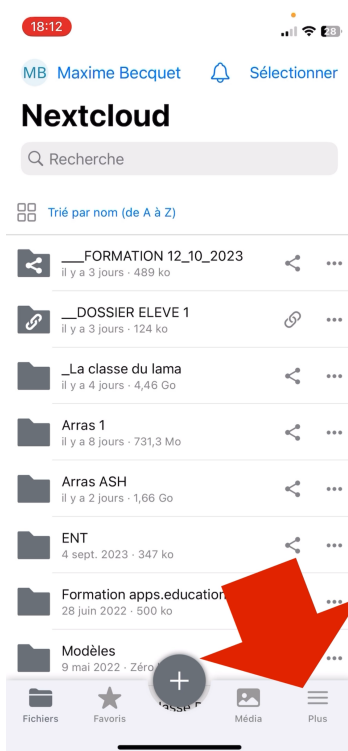 18:12
28
MB Maxime Becquet
Sélectionner
Nextcloud
Recherche
Trié par nom (de A à Z)
___FORMATION 12_10_2023
il y a 3 jours · 489 ko
__DOSSIER ELEVE 1
il y a 3 jours · 124 ko
_La classe du lama
il y a 4 jours · 4,46 Go
Arras 1
il y a 8 jours · 731,3 Mo
Arras ASH
il y a 2 jours · 1,66 Go
ENT
4 sept. 2023 · 347 ko
Formation apps.education
28 juin 2022 · 500 ko
Modèles
9 mai 2022 · Zéro
Fichiers
Favoris
Média
Plus